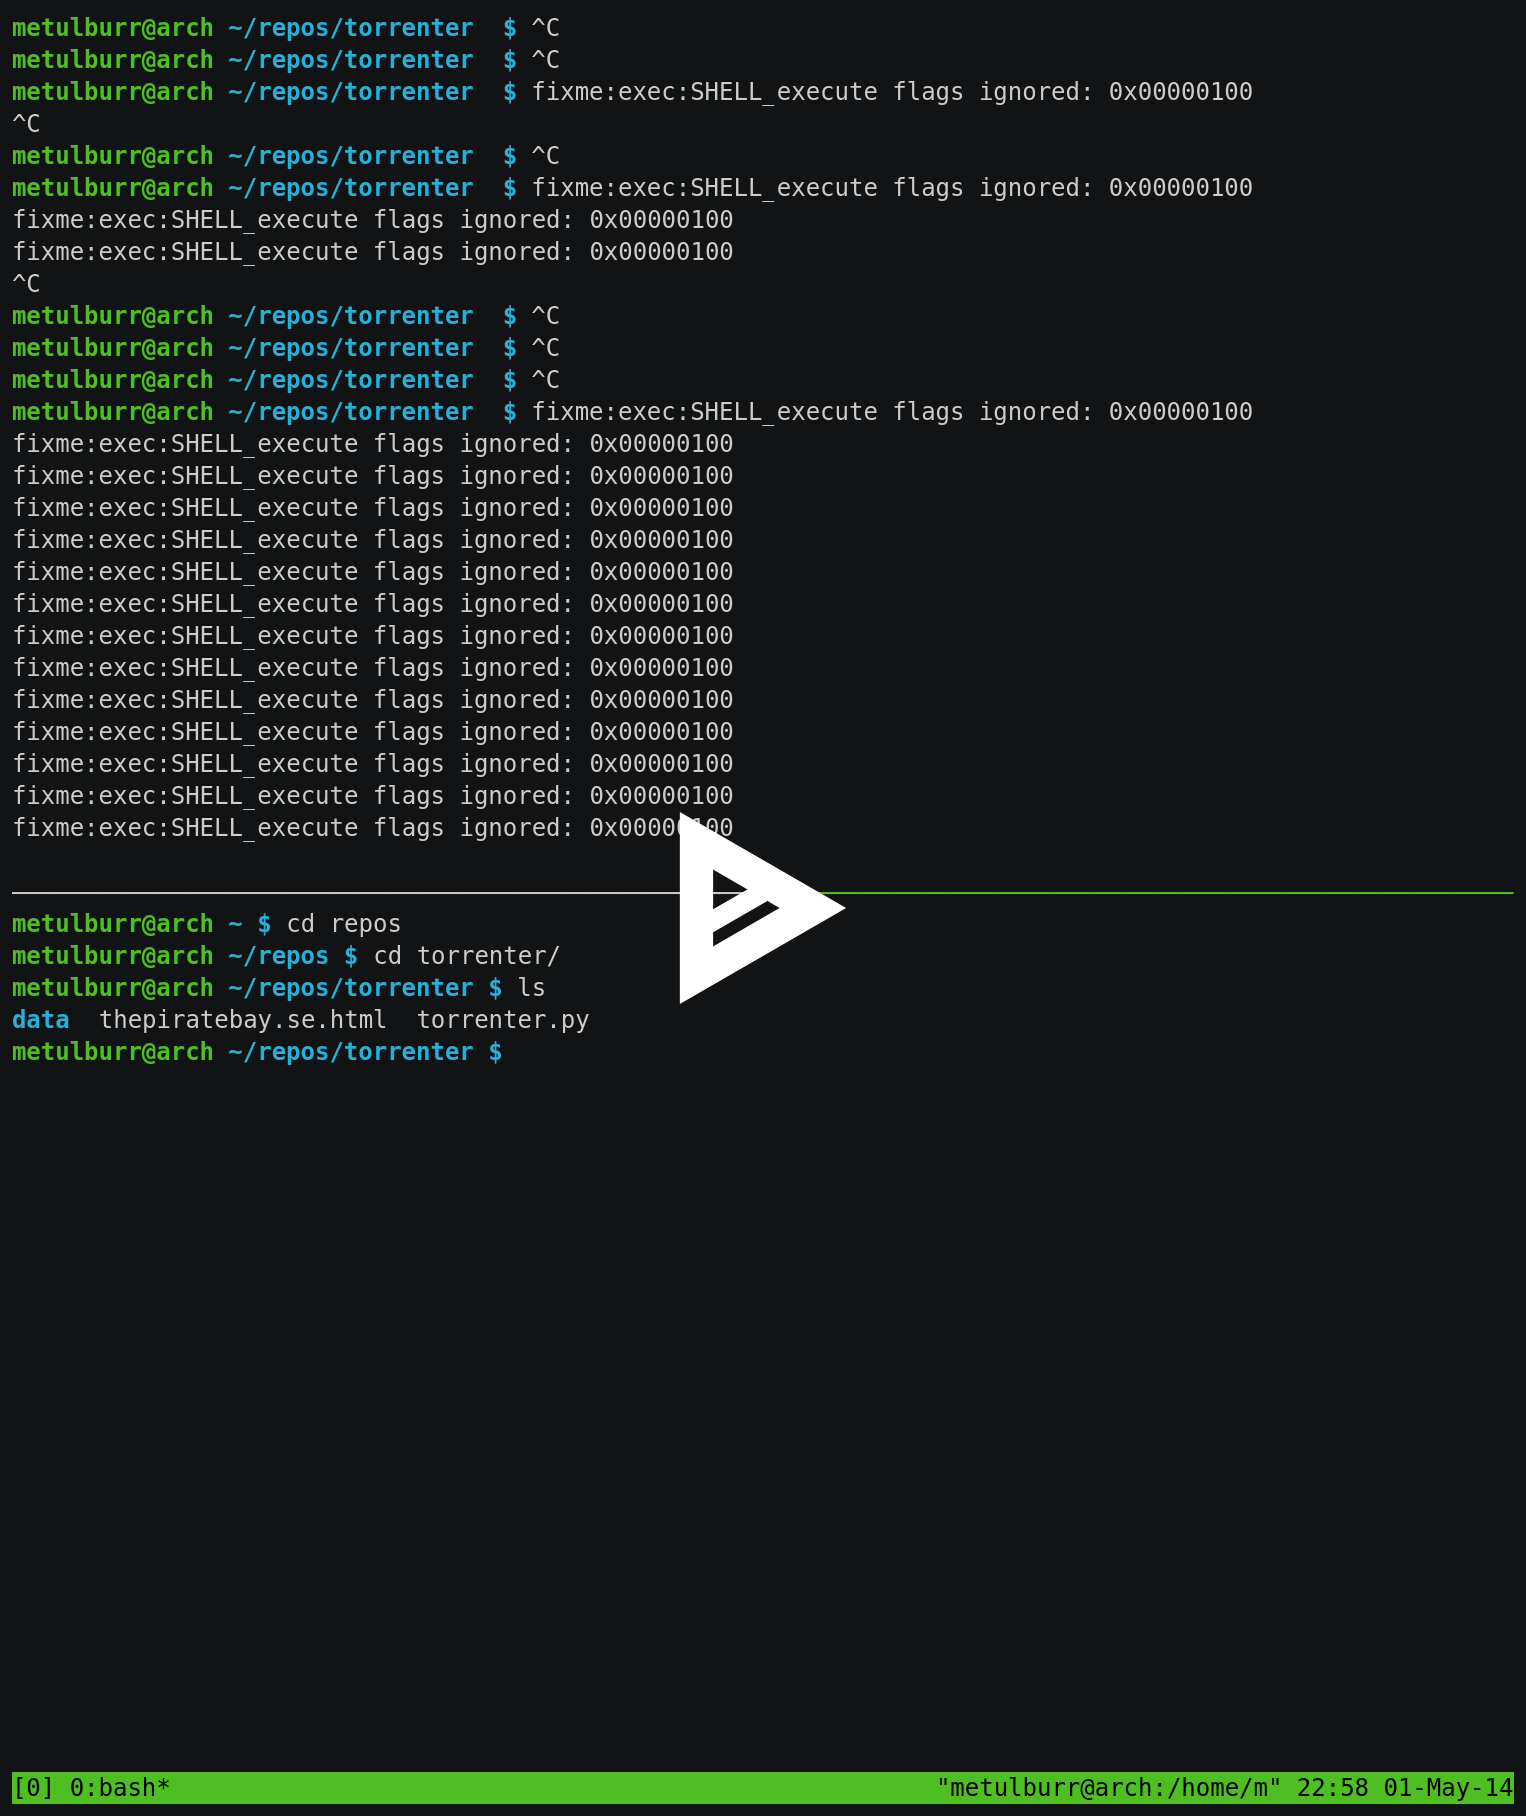 metulburr@arch ~/repos/torrenter  $ ^C
metulburr@arch ~/repos/torrenter  $ ^C
metulburr@arch ~/repos/torrenter  $ fixme:exec:SHELL_execute flags ignored: 0x00000100
^C
metulburr@arch ~/repos/torrenter  $ ^C
metulburr@arch ~/repos/torrenter  $ fixme:exec:SHELL_execute flags ignored: 0x00000100
fixme:exec:SHELL_execute flags ignored: 0x00000100
fixme:exec:SHELL_execute flags ignored: 0x00000100
^C
metulburr@arch ~/repos/torrenter  $ ^C
metulburr@arch ~/repos/torrenter  $ ^C
metulburr@arch ~/repos/torrenter  $ ^C
metulburr@arch ~/repos/torrenter  $ fixme:exec:SHELL_execute flags ignored: 0x00000100
fixme:exec:SHELL_execute flags ignored: 0x00000100
fixme:exec:SHELL_execute flags ignored: 0x00000100
fixme:exec:SHELL_execute flags ignored: 0x00000100
fixme:exec:SHELL_execute flags ignored: 0x00000100
fixme:exec:SHELL_execute flags ignored: 0x00000100
fixme:exec:SHELL_execute flags ignored: 0x00000100
fixme:exec:SHELL_execute flags ignored: 0x00000100
fixme:exec:SHELL_execute flags ignored: 0x00000100
fixme:exec:SHELL_execute flags ignored: 0x00000100
fixme:exec:SHELL_execute flags ignored: 0x00000100
fixme:exec:SHELL_execute flags ignored: 0x00000100
fixme:exec:SHELL_execute flags ignored: 0x00000100
fixme:exec:SHELL_execute flags ignored: 0x00000100
metulburr@arch ~ $ cd repos
metulburr@arch ~/repos $ cd torrenter/
metulburr@arch ~/repos/torrenter $ ls
data  thepiratebay.se.html  torrenter.py
metulburr@arch ~/repos/torrenter $
[0] 0:bash* "metulburr@arch:/home/m" 22:58 01-May-14